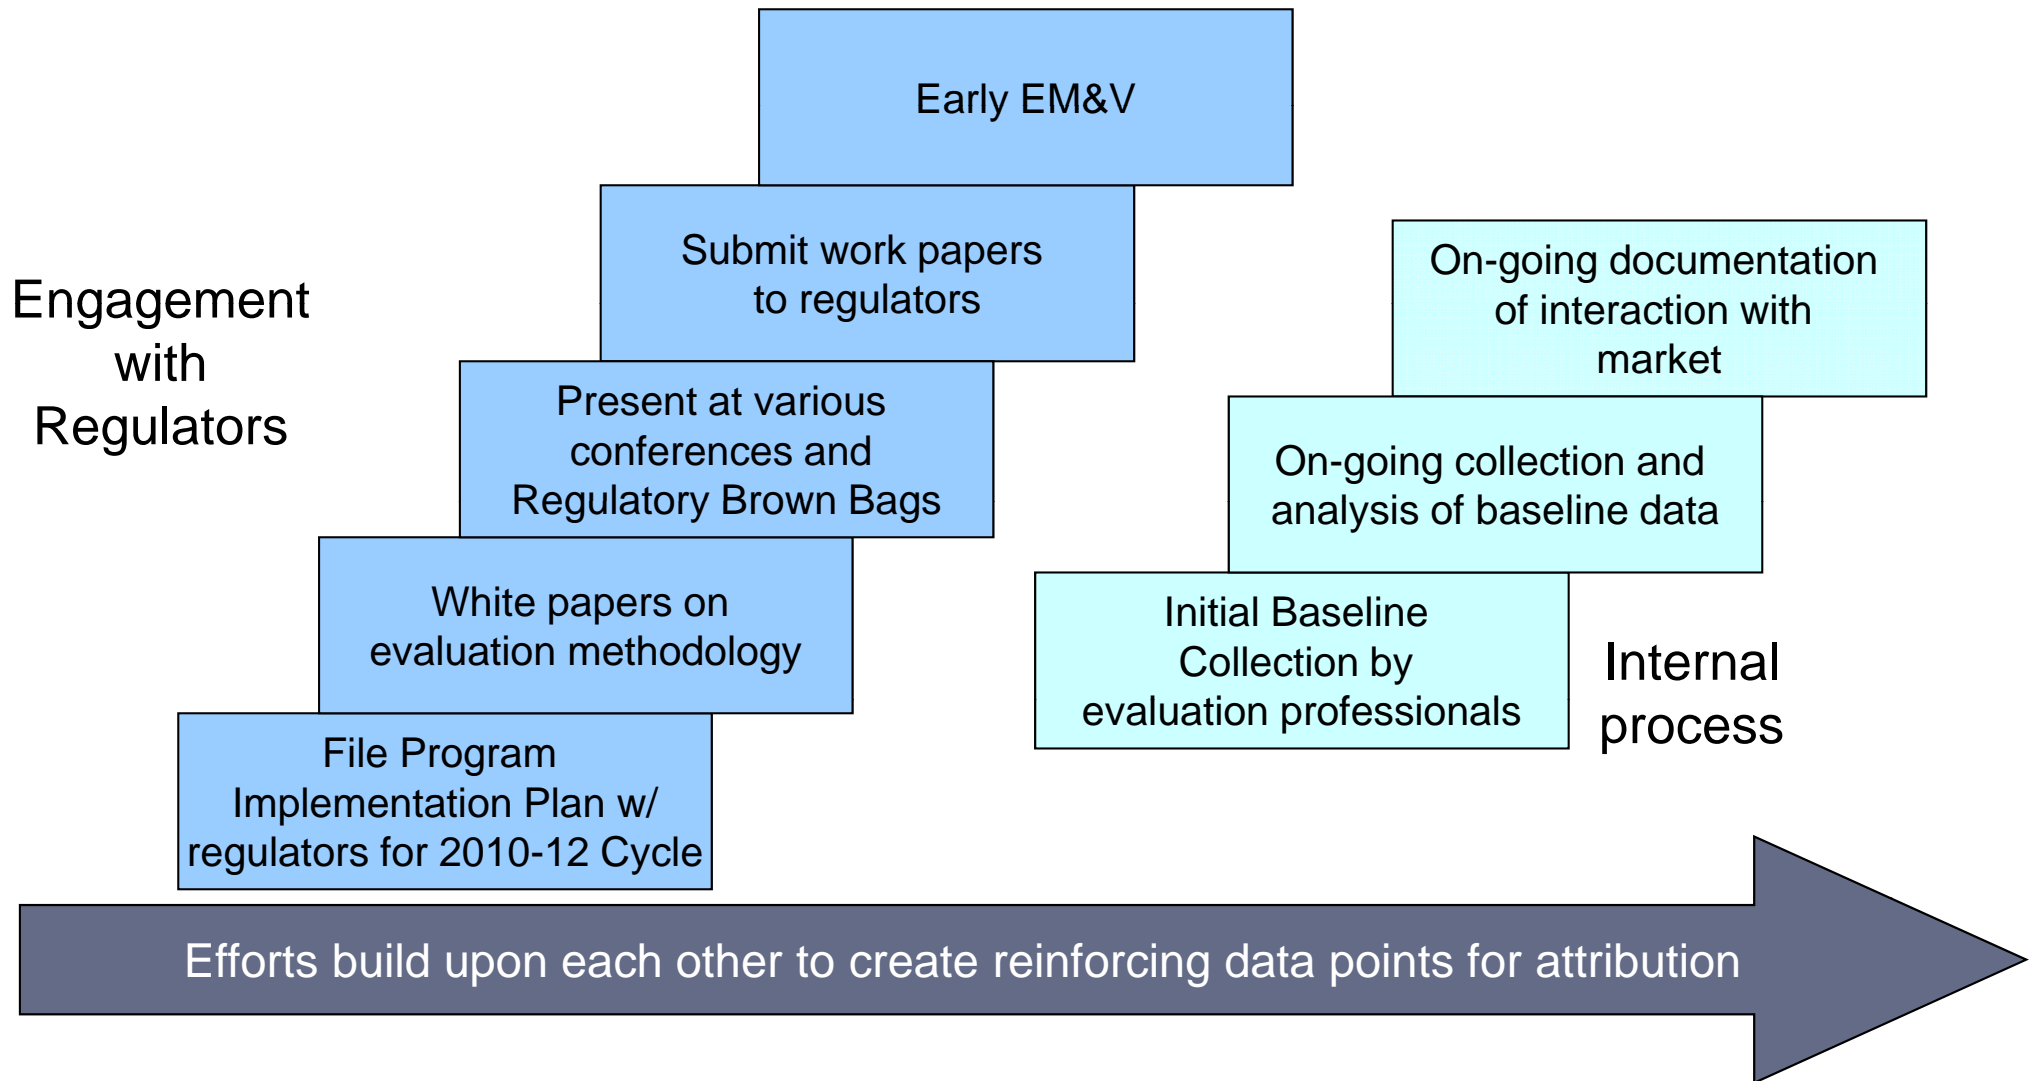 Early EM&V
Submit work papers
to regulators
Engagement
with
Regulators
Present at various
conferences and
Regulatory Brown Bags
White papers on
evaluation methodology
File Program
Implementation Plan w/
regulators for 2010-12 Cycle
On-going documentation
of interaction with
market
On-going collection and
analysis of baseline data
Initial Baseline
Collection by
evaluation professionals
Internal
process
Efforts build upon each other to create reinforcing data points for attribution